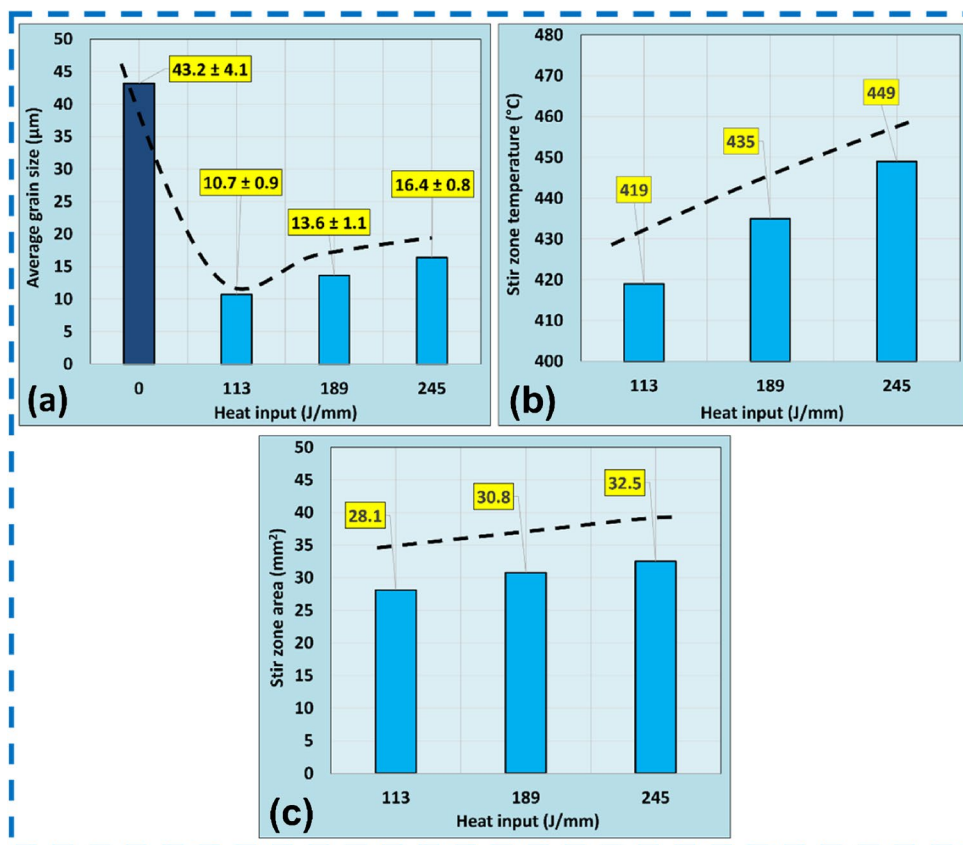 50
45
40
35
30
25
20
15
10
5
0
Average grain size (µm)
43.2 ± 4.1
10.7 ± 0.9
13.6 ± 1.1
16.4 ± 0.8
0 113 189 245
Heat input (J/mm)
(a)
480
470
460
450
440
430
420
410
400
Stir zone temperature (°C)
419
435
449
113 189 245
Heat input (J/mm)
(b)
50
45
40
35
30
25
20
15
10
5
0
Stir zone area (mm²)
28.1
30.8
32.5
113 189 245
Heat input (J/mm)
(c)